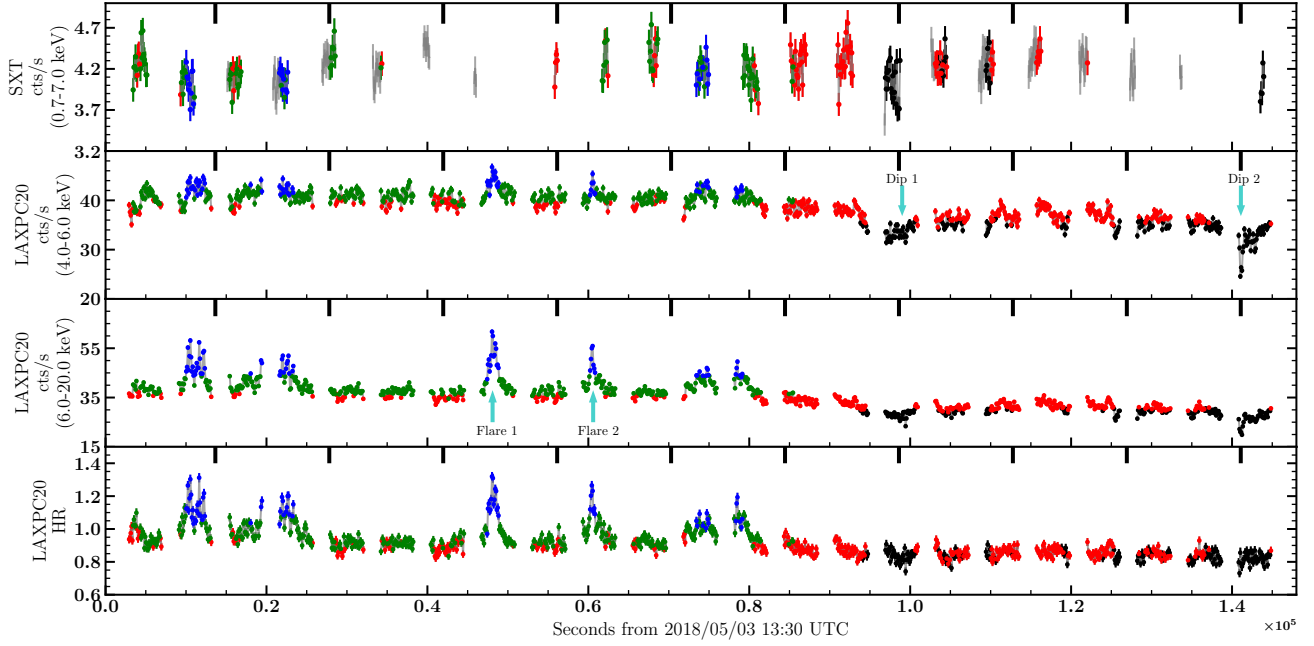 SXT
cts/s
(0.7-7.0 keV)
4.7
4.2
3.7
3.2
LAXPC20
cts/s
(4.0-6.0 keV)
40
30
20
Dip 1
Dip 2
LAXPC20
cts/s
(6.0-20.0 keV)
55
35
15
Flare 1
Flare 2
LAXPC20
HR
1.4
1.2
1.0
0.8
0.6
0.0
0.2
0.4
0.6
0.8
1.0
1.2
1.4
Seconds from 2018/05/03 13:30 UTC
×10⁵